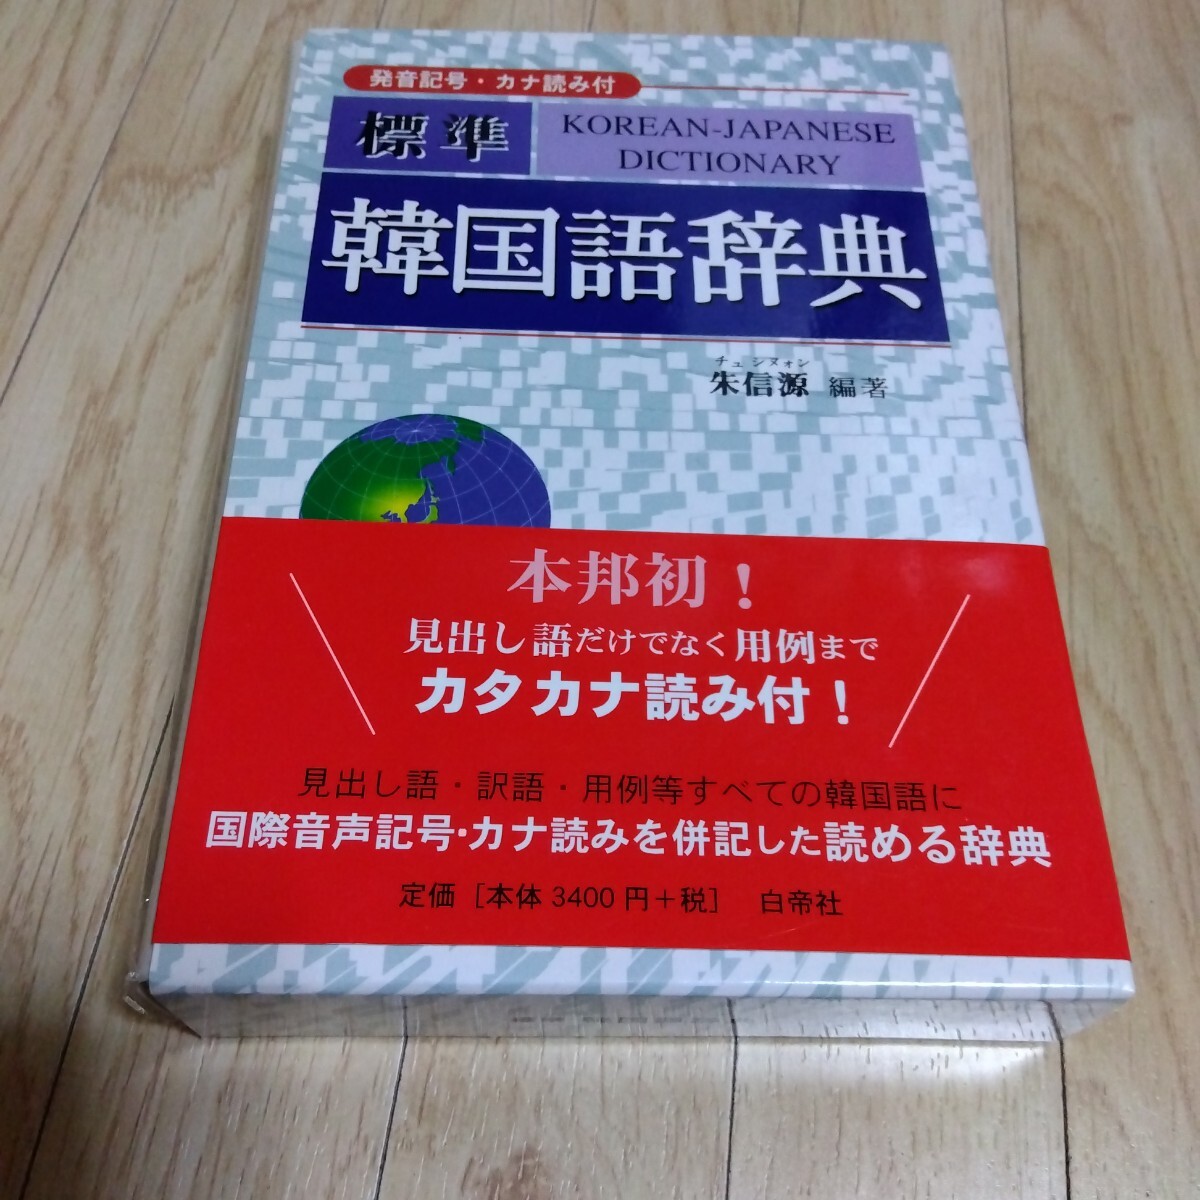 発音記号・カナ読み付
標準
KOREAN-JAPANESE
DICTIONARY
韓国語辞典
チュ シヌォン
朱信源 編著
本邦初！
見出し語だけでなく用例まで
カタカナ読み付！
見出し語・訳語・用例等すべての韓国語に
国際音声記号・カナ読みを併記した読める辞典
定価［本体3400円＋税］ 白帝社